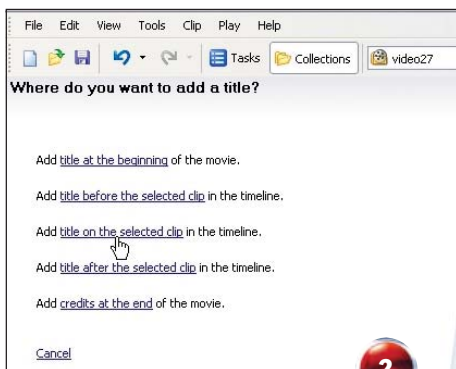 File Edit View Tools Clip Play Help
Tasks Collections video27
Where do you want to add a title?
Add title at the beginning of the movie.
Add title before the selected clip in the timeline.
Add title on the selected clip in the timeline.
Add title after the selected clip in the timeline.
Add credits at the end of the movie.
Cancel
2